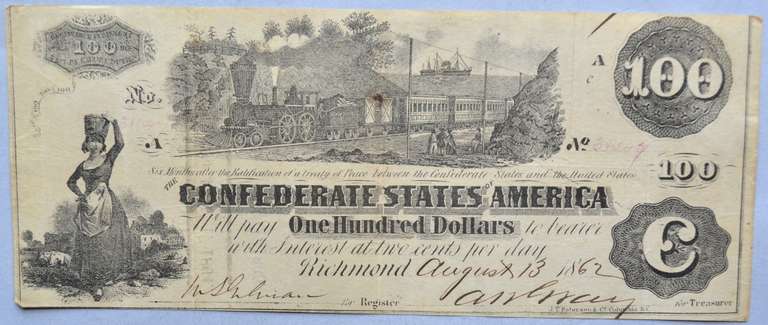 100
100
A
No.
.A
No
100
Six Months after the Ratification of a treaty of Peace between the Confederate States and the United States
THE CONFEDERATE STATES OF AMERICA
Will pay One Hundred Dollars to bearer
with Interest at two cents per day
Richmond August 13 1862
for Register
for Treasurer
C